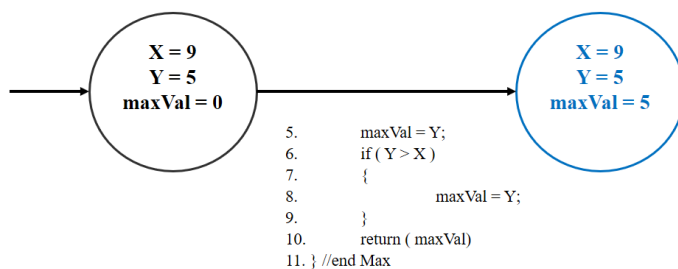 X = 9
Y = 5
maxVal = 0
X = 9
Y = 5
maxVal = 5
5. maxVal = Y;
6. if ( Y > X )
7. {
8. maxVal = Y;
9. }
10. return ( maxVal)
11. } //end Max